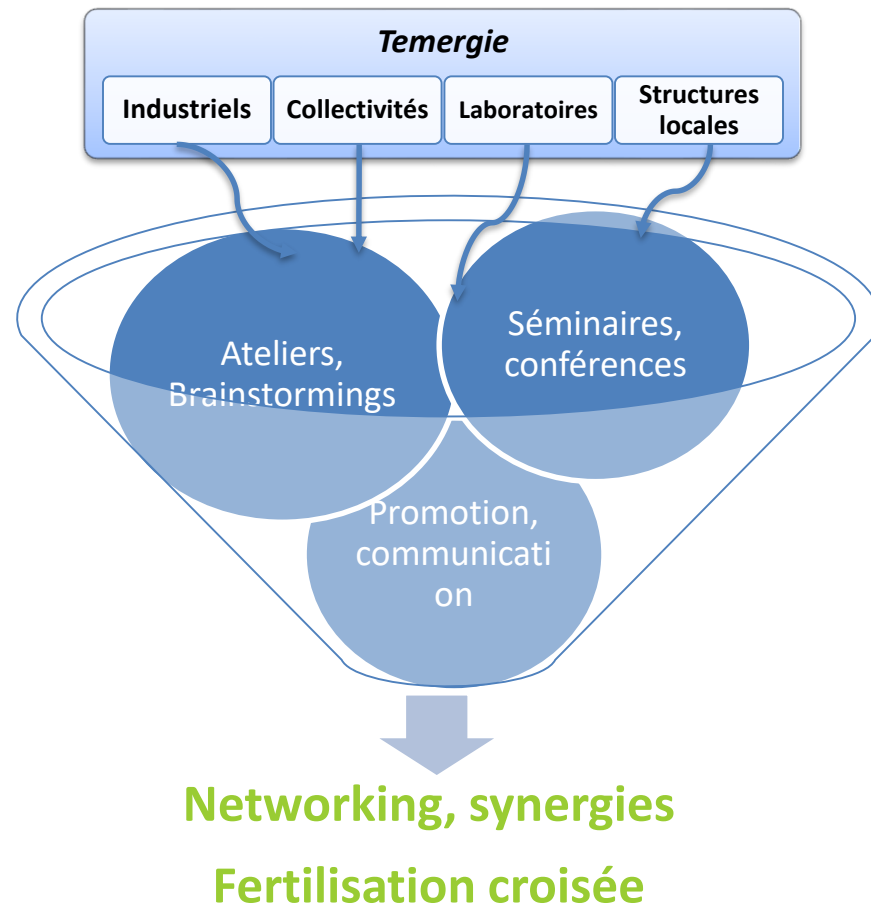 Temergie
Industriels
Collectivités
Laboratoires
Structures
locales
Ateliers,
Brainstormings
Séminaires,
conférences
Promotion,
communicati
on
Networking, synergies
Fertilisation croisée